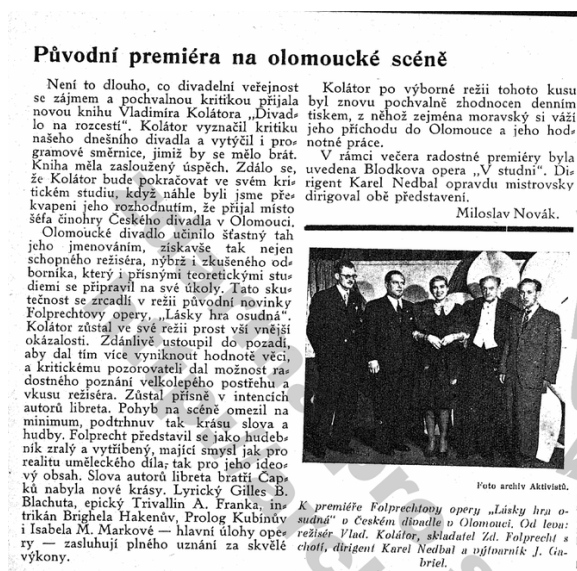 Původní premiéra na olomoucké scéně
Není to dlouho, co divadelní veřejnost
se zájmem a pochvalnou kritikou přijala
novou knihu Vladimíra Kolátora „Divad-
lo na rozcestí“. Kolátor vyznačil kritiku
našeho dnešního divadla a vytýčil i pro-
gramové směrnice, jimiž by se mělo brát.
Kniha měla zasloužený úspěch. Zdálo se,
že Kolátor bude pokračovat ve svém kri-
tickém studiu, když náhle byli jsme pře-
kvapeni jeho rozhodnutím, že přijal místo
šéfa činohry Českého divadla v Olomouci.
Olomoucké divadlo učinilo šťastný tah
jeho jmenováním, získavše tak nejen
schopného režiséra, nýbrž i zkušeného od-
borníka, který i přísnými teoretickými stu-
diemi se připravil na své úkoly. Tato sku-
tečnost se zrcadlí v režii původní novinky
Folprechtovy opery, „Lásky hra osudná“.
Kolátor zůstal ve své režii prost vší vnější
okázalosti. Zdánlivě ustoupil do pozadí,
aby dal tím více vyniknout hodnotě věci,
a kritickému pozorovateli dal možnost ra-
dostného poznání velkolepého postřehu a
vkusu režiséra. Zůstal přísně v intencích
autorů libreta. Pohyb na scéně omezil na
minimum, podtrhnuv tak krásu slova a
hudby. Folprecht představil se jako hudeb-
ník zralý a vytříbený, mající smysl jak pro
realitu uměleckého díla, tak pro jeho ideo-
vý obsah. Slova autorů libreta bratří Čap-
ků nabyla nové krásy. Lyrický Gilles B.
Blachuta, epický Trivallin A. Franka, in-
trikán Brighela Hakenův, Prolog Kubínův
i Isabela M. Markové — hlavní úlohy ope-
ry — zasluhují plného uznání za skvělé
výkony.
Kolátor po výborné režii tohoto kusu
byl znovu pochvalně zhodnocen denním
tiskem, z něhož zejména moravský si váží
jeho příchodu do Olomouce a jeho hod-
notné práce.
V rámci večera radostné premiéry byla
uvedena Blodkova opera „V studni“. Di-
rigent Karel Nedbal opravdu mistrovsky
dirigoval obě představení.
Miloslav Novák.
Foto archiv Aktivistů.
K premiéře Folprechtovy opery „Lásky hra o-
sudná“ v Českém divadle v Olomouci. Od leva:
režisér Vlad. Kolátor, skladatel Zd. Folprecht s
chotí, dirigent Karel Nedbal a výtvarník J. Ga-
briel.